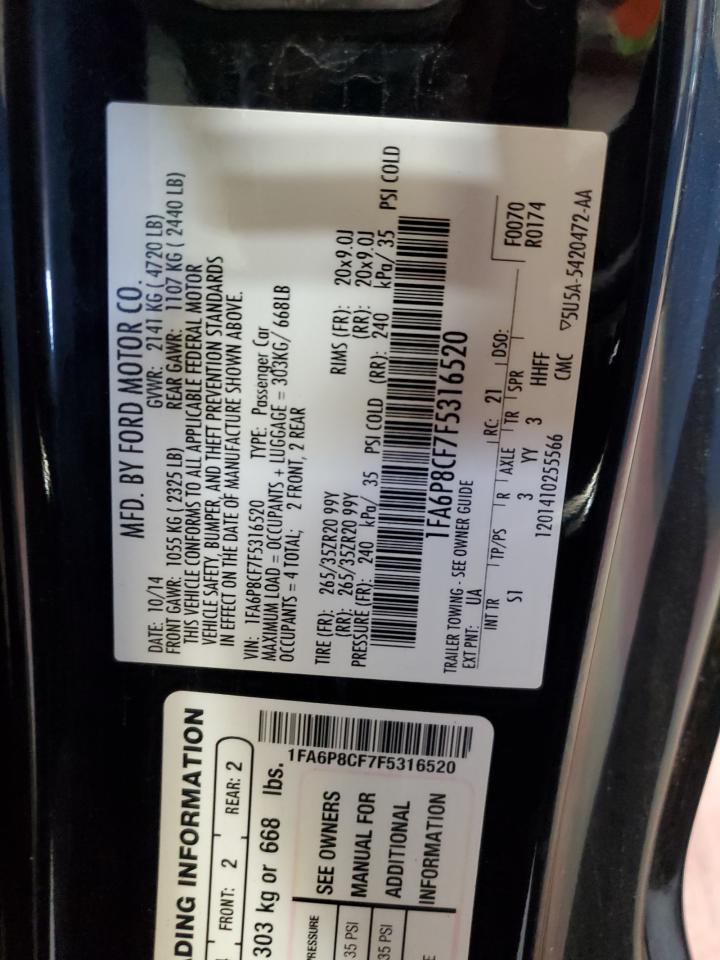 MFD. BY FORD MOTOR CO.
DATE: 10/14 GVWR: 2141 KG ( 4720 LB)
FRONT GAWR: 1055 KG ( 2325 LB) REAR GAWR: 1107 KG ( 2440 LB)
THIS VEHICLE CONFORMS TO ALL APPLICABLE FEDERAL MOTOR
VEHICLE SAFETY, BUMPER, AND THEFT PREVENTION STANDARDS
IN EFFECT ON THE DATE OF MANUFACTURE SHOWN ABOVE.
VIN: 1FA6P8CF7F5316520 TYPE: Passenger Car
MAXIMUM LOAD = OCCUPANTS + LUGGAGE = 303KG/ 668LB
OCCUPANTS = 4 TOTAL; 2 FRONT, 2 REAR
TIRE (FR): 265/35ZR20 99Y RIMS (FR): 20x9.0J
(RR): 265/35ZR20 99Y (RR): 20x9.0J
PRESSURE (FR): 240 kPa/ 35 PSI COLD (RR): 240 kPa/ 35 PSI COLD
1FA6P8CF7F5316520
TRAILER TOWING - SEE OWNER GUIDE
EXT PNT: UA RC: 21 DSO: F0070
R0174
INT TR TP/PS R AXLE TR SPR
S1 3 YY 3 HHFF
1201410255566 CMC ▽5U5A-5420472-AA
ADING INFORMATION
FRONT: 2 REAR: 2
303 kg or 668 lbs.
1FA6P8CF7F5316520
RESSURE SEE OWNERS
35 PSI MANUAL FOR
35 PSI ADDITIONAL
E INFORMATION